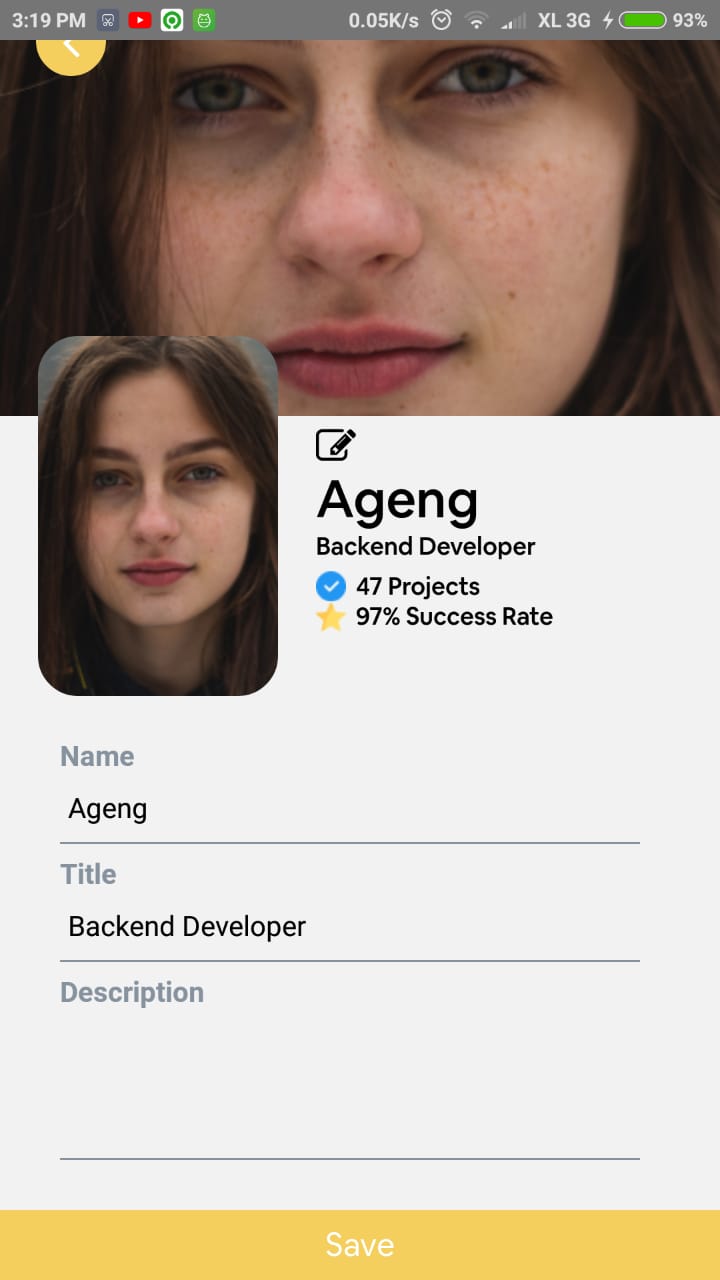 3:19 PM 0.05K/s XL 3G 93%
Ageng
Backend Developer
47 Projects
97% Success Rate
Name
Ageng
Title
Backend Developer
Description
Save